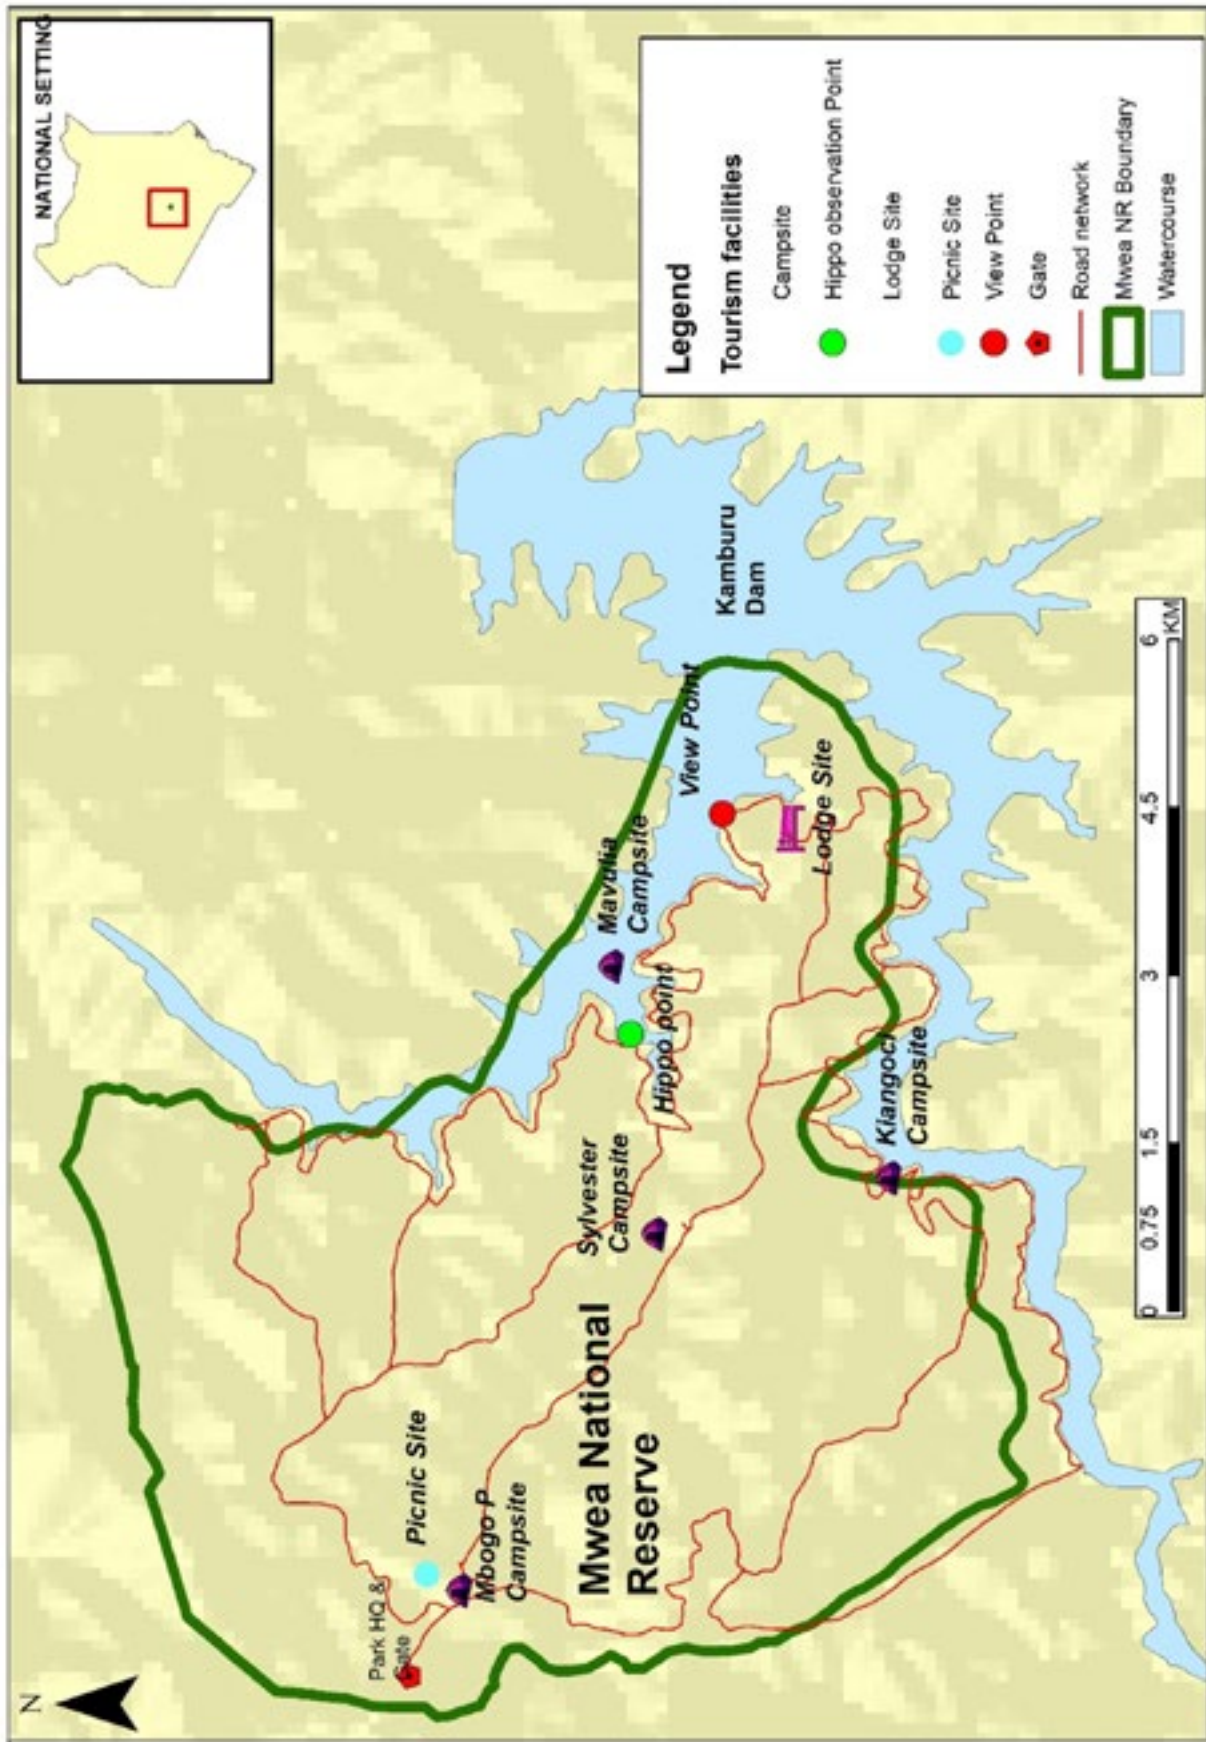 NATIONAL SETTING
N
Park HQ &
Gate
Picnic Site
Mbogo P
Campsite
Mwea National
Reserve
Sylvester
Campsite
Hippo point
Mavulia
Campsite
View Point
Lodge Site
Kiangoci
Campsite
Kamburu
Dam
Legend
Tourism facilities
Campsite
Hippo observation Point
Lodge Site
Picnic Site
View Point
Gate
Road network
Mwea NR Boundary
Watercourse
0 0.75 1.5 3 4.5 6
KM